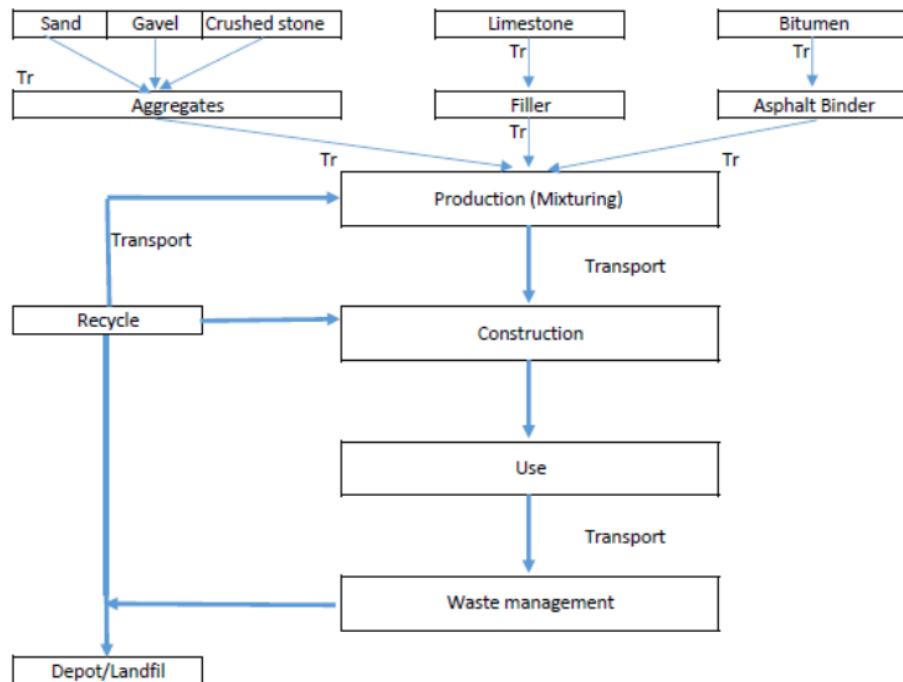 Sand Gavel Crushed stone Limestone Bitumen
Tr Tr
Tr
Aggregates Filler Asphalt Binder
Tr
Tr Tr
Production (Mixturing)
Transport
Transport
Recycle
Construction
Use
Transport
Waste management
Depot/Landfil